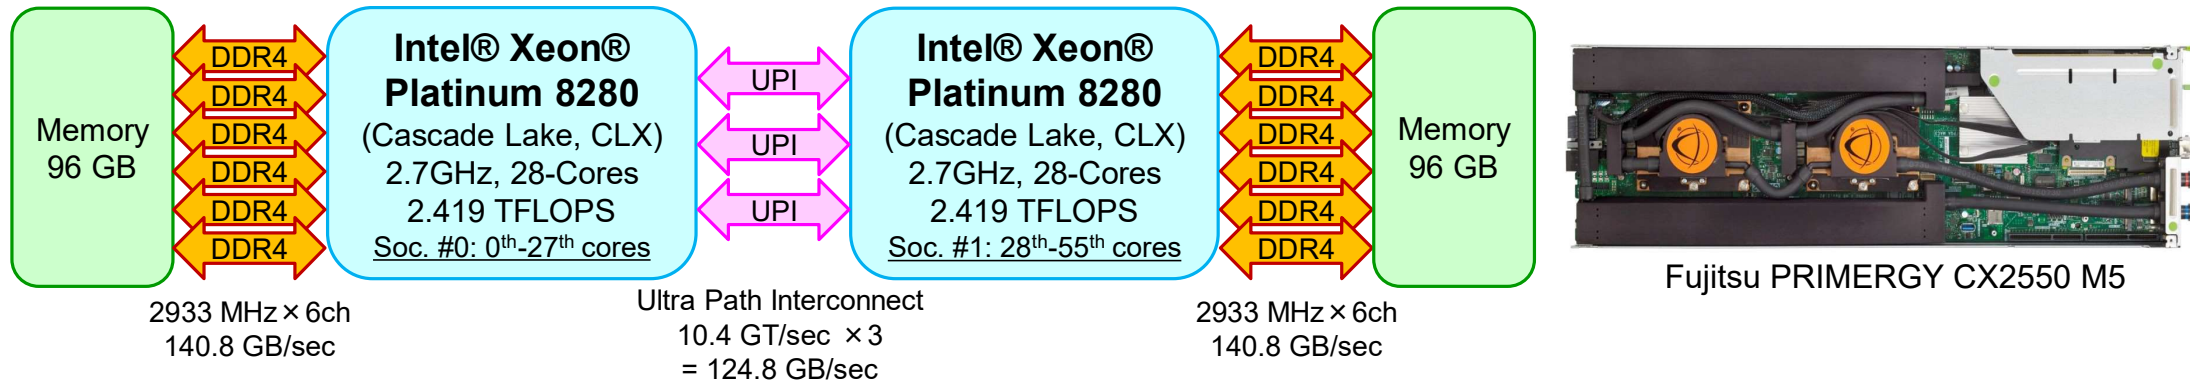 Memory
96 GB
DDR4
DDR4
DDR4
DDR4
DDR4
DDR4
2933 MHz×6ch
140.8 GB/sec
Intel® Xeon®
Platinum 8280
(Cascade Lake, CLX)
2.7GHz, 28-Cores
2.419 TFLOPS
Soc. #0: 0th-27th cores
UPI
UPI
UPI
Ultra Path Interconnect
10.4 GT/sec ×3
= 124.8 GB/sec
Intel® Xeon®
Platinum 8280
(Cascade Lake, CLX)
2.7GHz, 28-Cores
2.419 TFLOPS
Soc. #1: 28th-55th cores
DDR4
DDR4
DDR4
DDR4
DDR4
DDR4
2933 MHz×6ch
140.8 GB/sec
Memory
96 GB
Fujitsu PRIMERGY CX2550 M5